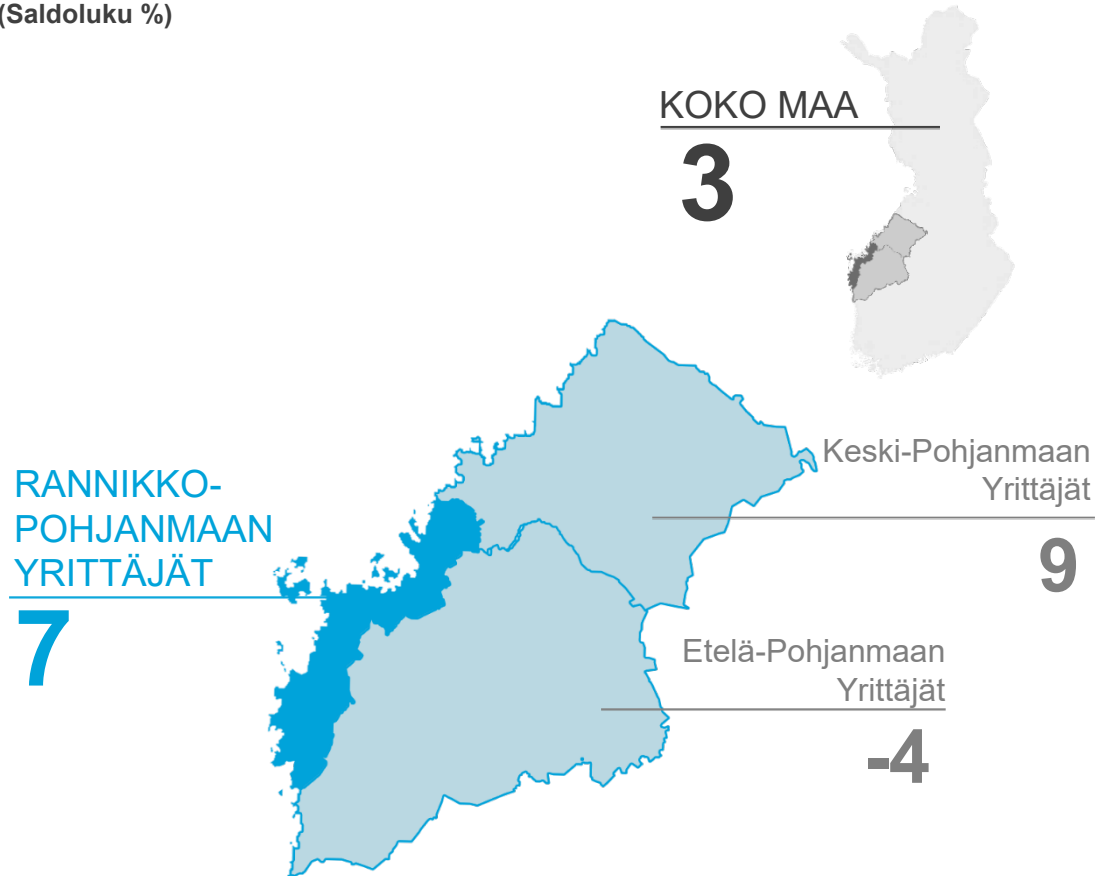 (Saldoluku %)
KOKO MAA
3
Keski-Pohjanmaan
Yrittäjät
9
RANNIKKO-
POHJANMAAN
YRITTÄJÄT
7
Etelä-Pohjanmaan
Yrittäjät
-4